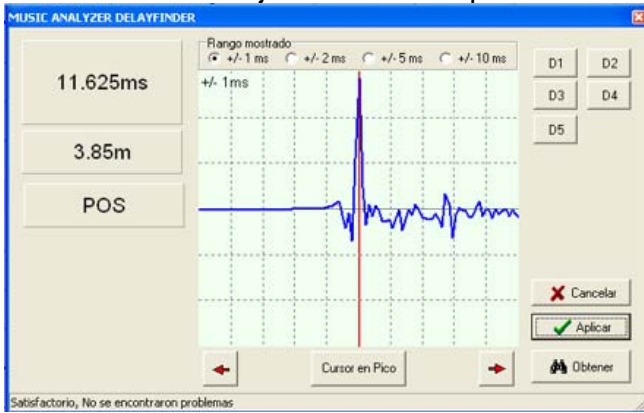 MUSIC ANALYZER DELAYFINDER
11.625ms
3.85m
POS
Rango mostrado
+/- 1 ms +/- 2 ms +/- 5 ms +/- 10 ms
+/- 1ms
D1 D2
D3 D4
D5
Cancelar
Aplicar
Cursor en Pico
Obtener
Satisfactorio, No se encontraron problemas